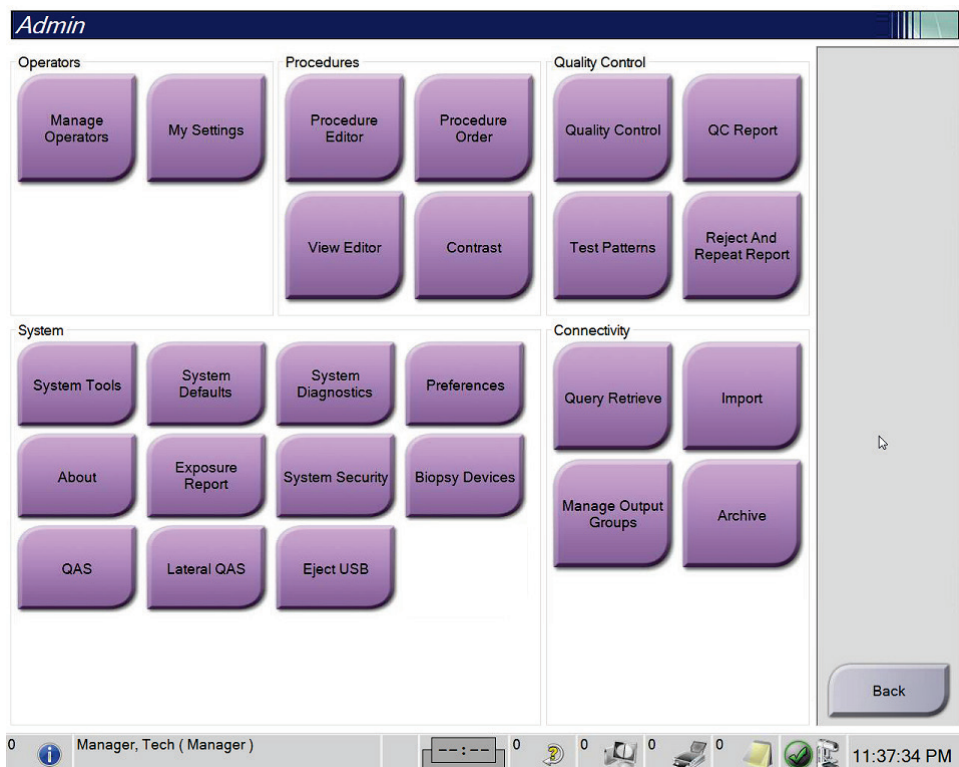 Admin
Operators
Manage
Operators
My Settings
Procedures
Procedure
Editor
Procedure
Order
View Editor
Contrast
Quality Control
Quality Control
QC Report
Test Patterns
Reject And
Repeat Report
System
System Tools
System
Defaults
System
Diagnostics
Preferences
About
Exposure
Report
System Security
Biopsy Devices
QAS
Lateral QAS
Eject USB
Connectivity
Query Retrieve
Import
Manage Output
Groups
Archive
Back
0
Manager, Tech ( Manager )
--:--
0
0
0
0
11:37:34 PM